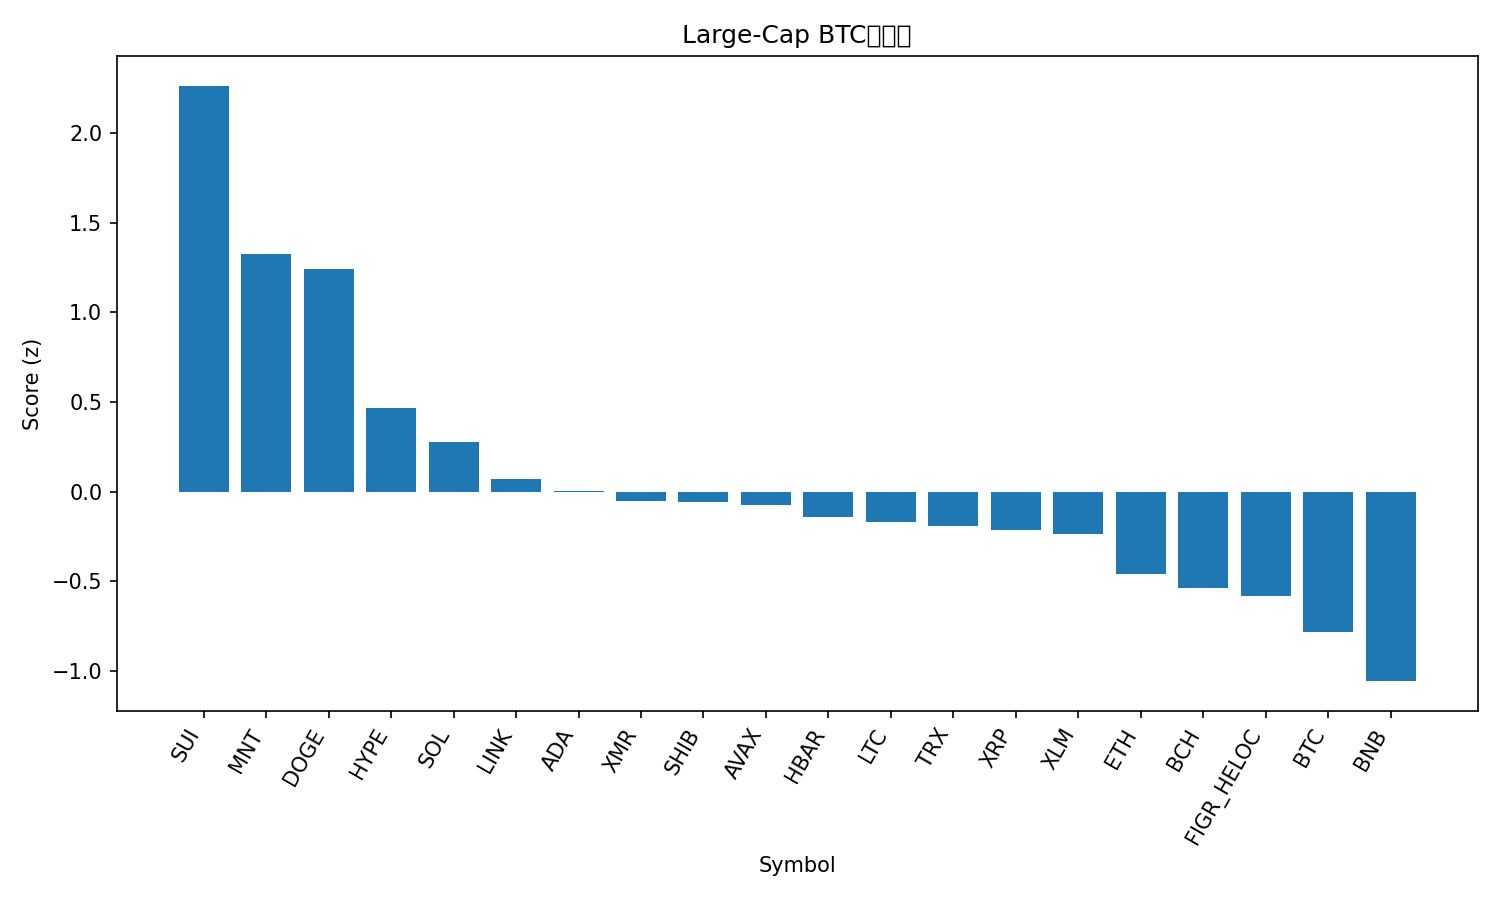 Large-Cap BTC
Score (z)
2.0
1.5
1.0
0.5
0.0
−0.5
−1.0
SUI
MNT
DOGE
HYPE
SOL
LINK
ADA
XMR
SHIB
AVAX
HBAR
LTC
TRX
XRP
XLM
ETH
BCH
FIGR_HELOC
BTC
BNB
Symbol